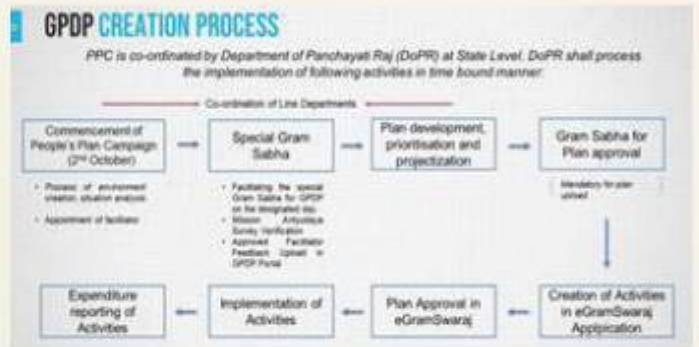 GPDP CREATION PROCESS
PPC is co-ordinated by Department of Panchayati Raj (DoPR) at State Level. DoPR shall process
the implementation of following activities in time bound manner:
Co-ordination of Line Departments
Commencement of
People's Plan Campaign
(2nd October)
Special Gram
Sabha
Plan development,
prioritisation and
projectization
Gram Sabha for
Plan approval
• Process of environment
creation, situation analysis
• Appointment of facilitator
• Facilitating the special
Gram Sabha for GPDP
on the designated day
• Mission Antyodaya
Survey Verification
• Approved Facilitator
Feedback Upload in
GPDP Portal
Mandatory for plan
upload
Expenditure
reporting of
Activities
Implementation of
Activities
Plan Approval in
eGramSwaraj
Creation of Activities
in eGramSwaraj